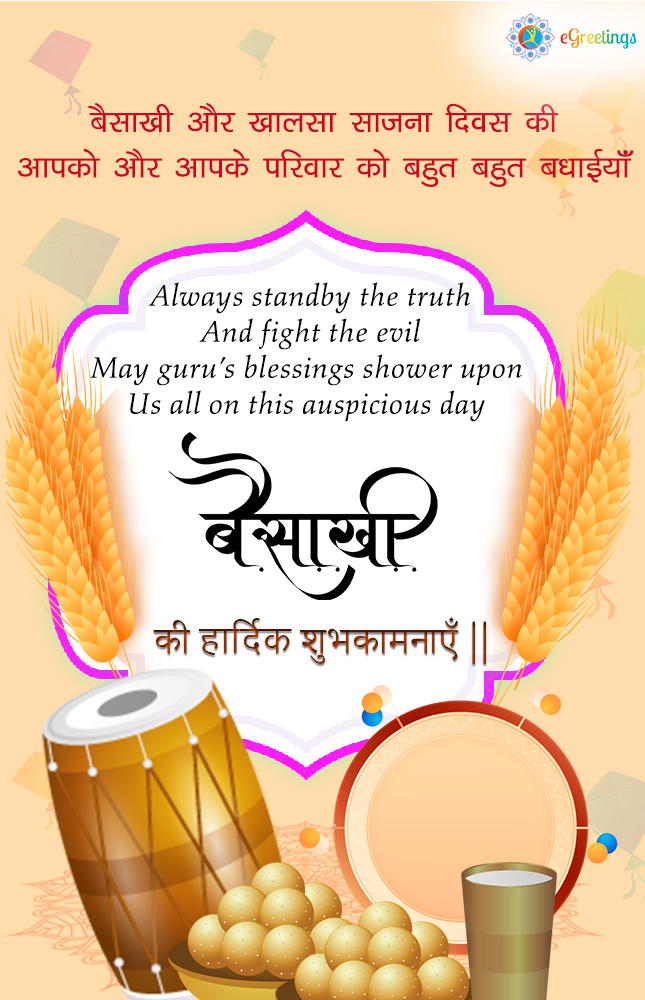 eGreetings
बैसाखी और खालसा साजना दिवस की
आपको और आपके परिवार को बहुत बहुत बधाईयाँ
Always standby the truth
And fight the evil
May guru's blessings shower upon
Us all on this auspicious day
बैसाखी
की हार्दिक शुभकामनाएँ ||